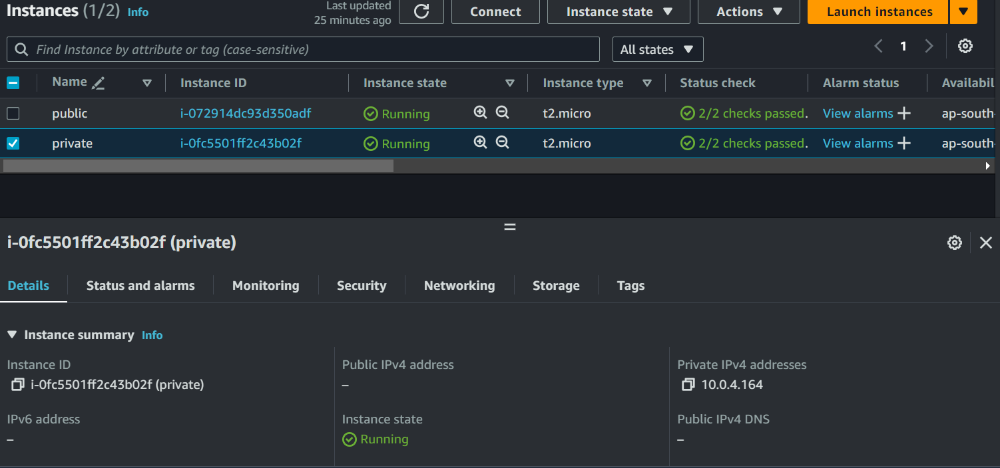 Instances (1/2) Info
Last updated
25 minutes ago
Connect Instance state Actions Launch instances
Find Instance by attribute or tag (case-sensitive) All states 1
Name Instance ID Instance state Instance type Status check Alarm status Availabil
public i-072914dc93d350adf Running t2.micro 2/2 checks passed. View alarms ap-south-
private i-0fc5501ff2c43b02f Running t2.micro 2/2 checks passed. View alarms ap-south-
i-0fc5501ff2c43b02f (private)
Details Status and alarms Monitoring Security Networking Storage Tags
Instance summary Info
Instance ID Public IPv4 address Private IPv4 addresses
i-0fc5501ff2c43b02f (private) – 10.0.4.164
IPv6 address Instance state Public IPv4 DNS
– Running –